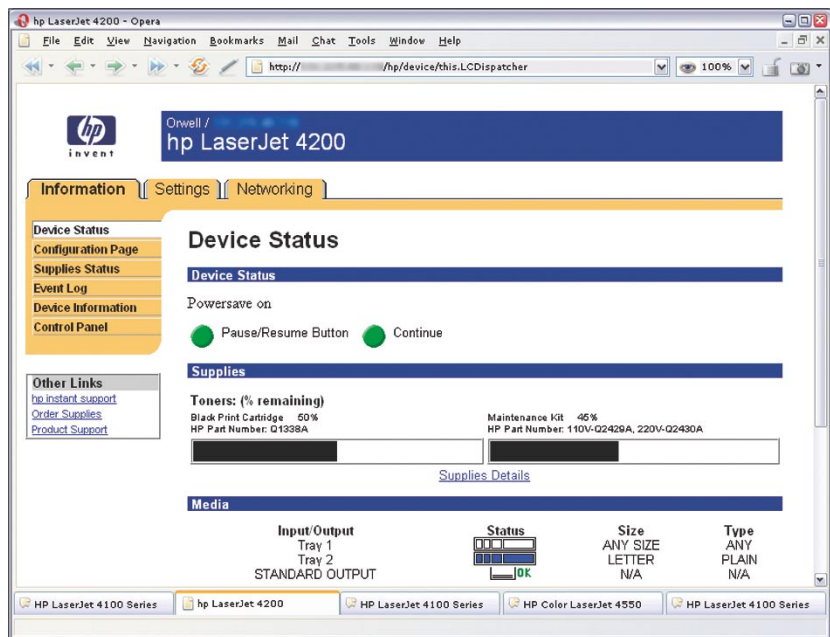 hp LaserJet 4200 - Opera
File Edit View Navigation Bookmarks Mail Chat Tools Window Help
http:// /hp/device/this.LCDispatcher 100%
hp
invent
Orwell /
hp LaserJet 4200
Information Settings Networking
Device Status
Configuration Page
Supplies Status
Event Log
Device Information
Control Panel
Other Links
hp instant support
Order Supplies
Product Support
Device Status
Device Status
Powersave on
Pause/Resume Button Continue
Supplies
Toners: (% remaining)
Black Print Cartridge 50%
HP Part Number: Q1338A
Maintenance Kit 45%
HP Part Number: 110V-Q2429A, 220V-Q2430A
Supplies Details
Media
Input/Output Status Size Type
Tray 1 ANY SIZE ANY
Tray 2 LETTER PLAIN
STANDARD OUTPUT OK N/A N/A
HP LaserJet 4100 Series hp LaserJet 4200 HP LaserJet 4100 Series HP Color LaserJet 4550 HP LaserJet 4100 Series